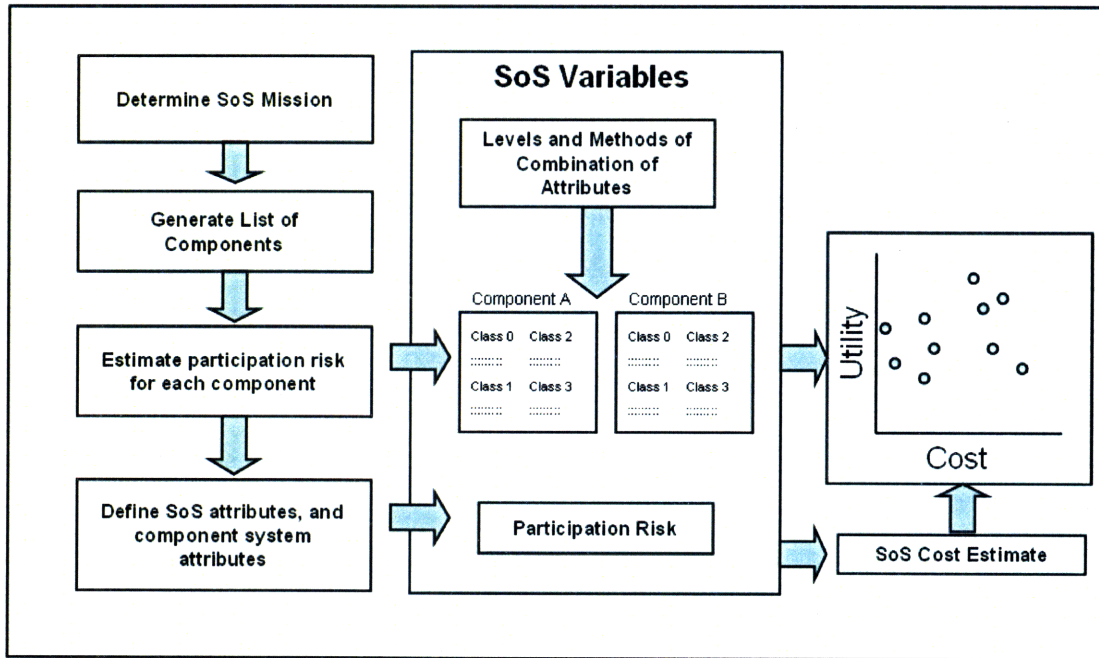 Determine SoS Mission
Generate List of
Components
Estimate participation risk
for each component
Define SoS attributes, and
component system
attributes
SoS Variables
Levels and Methods of
Combination of
Attributes
Component A
Class 0 Class 2
::::::::: :::::::::
Class 1 Class 3
::::::::: :::::::::
Component B
Class 0 Class 2
::::::::: :::::::::
Class 1 Class 3
::::::::: :::::::::
Participation Risk
Utility
Cost
SoS Cost Estimate